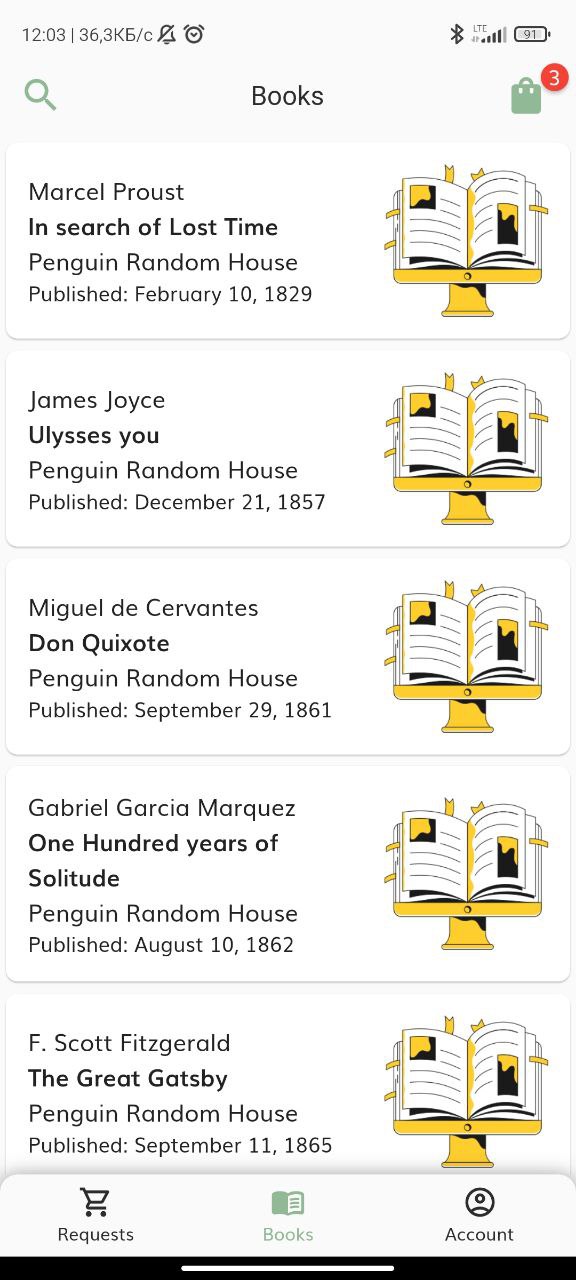 12:03 | 36,3КБ/с
LTE
91
Books
3
Marcel Proust
In search of Lost Time
Penguin Random House
Published: February 10, 1829
James Joyce
Ulysses you
Penguin Random House
Published: December 21, 1857
Miguel de Cervantes
Don Quixote
Penguin Random House
Published: September 29, 1861
Gabriel Garcia Marquez
One Hundred years of
Solitude
Penguin Random House
Published: August 10, 1862
F. Scott Fitzgerald
The Great Gatsby
Penguin Random House
Published: September 11, 1865
Requests
Books
Account